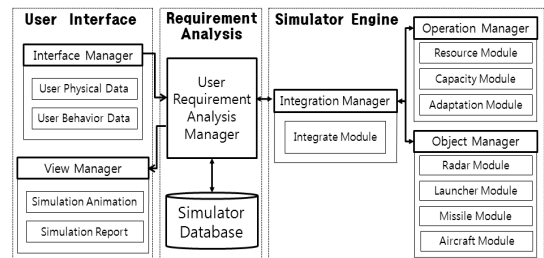 User Interface
Interface Manager
User Physical Data
User Behavior Data
View Manager
Simulation Animation
Simulation Report
Requirement
Analysis
User
Requirement
Analysis
Manager
Simulator
Database
Simulator Engine
Integration Manager
Integrate Module
Operation Manager
Resource Module
Capacity Module
Adaptation Module
Object Manager
Radar Module
Launcher Module
Missile Module
Aircraft Module